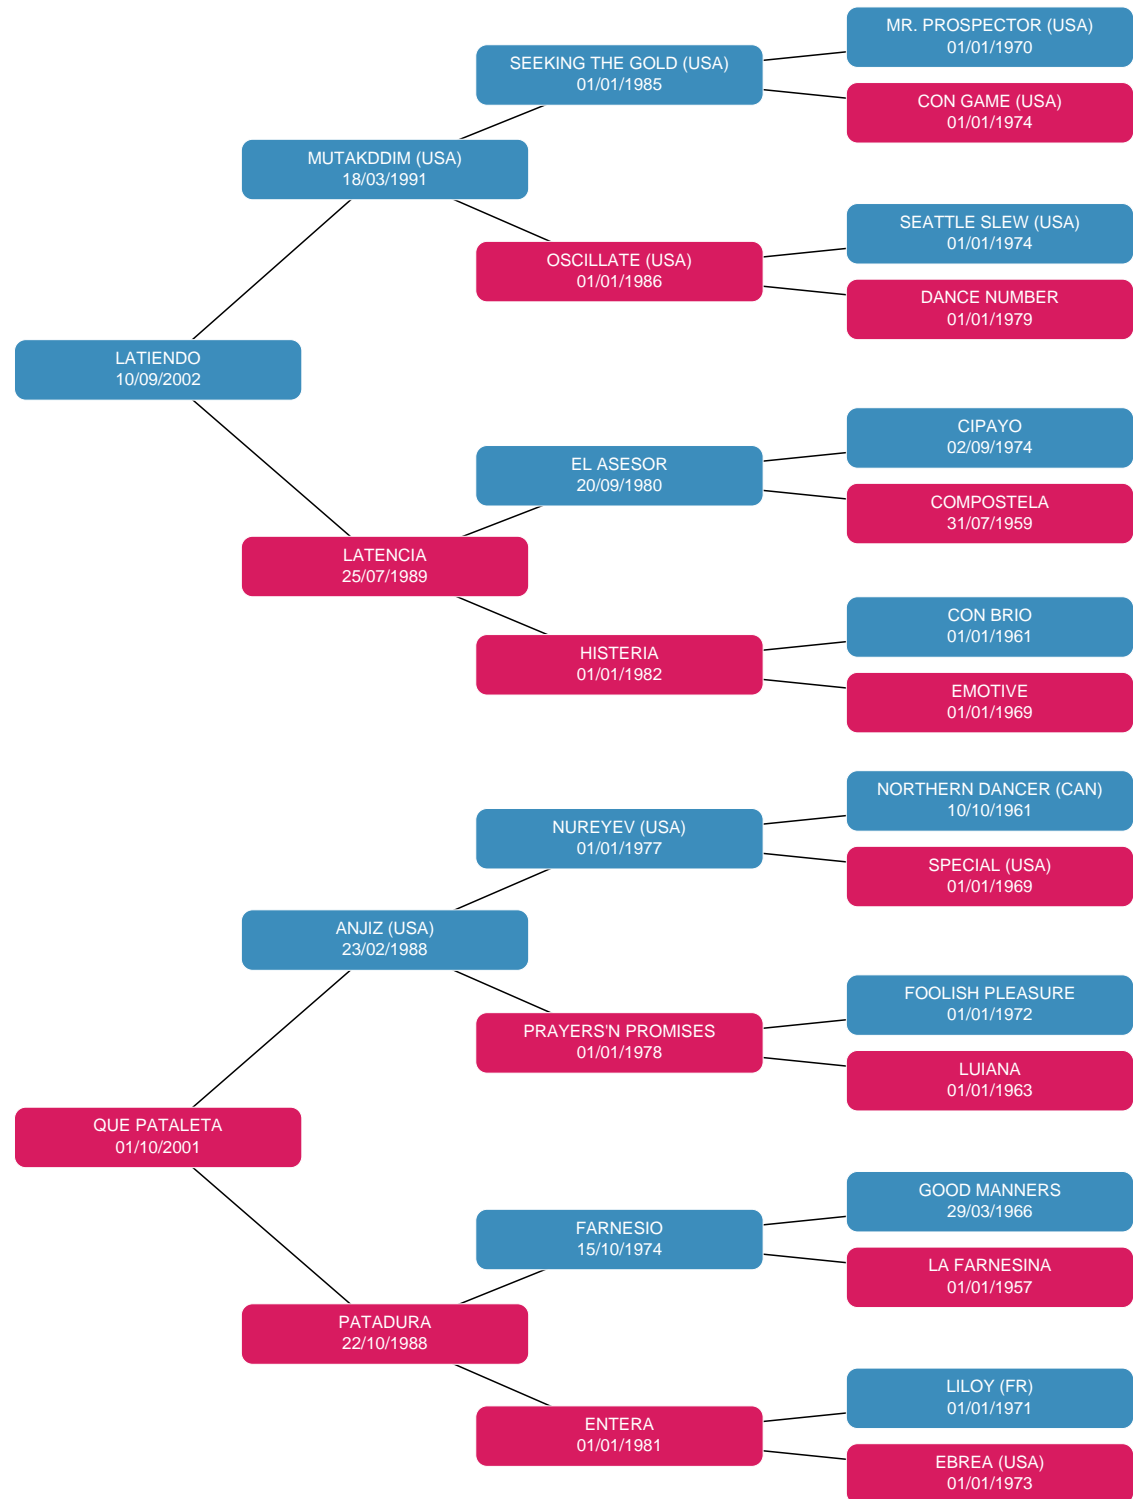 MR. PROSPECTOR (USA)
01/01/1970
SEEKING THE GOLD (USA)
01/01/1985
CON GAME (USA)
01/01/1974
MUTAKDDIM (USA)
18/03/1991
SEATTLE SLEW (USA)
01/01/1974
OSCILLATE (USA)
01/01/1986
DANCE NUMBER
01/01/1979
LATIENDO
10/09/2002
CIPAYO
02/09/1974
EL ASESOR
20/09/1980
COMPOSTELA
31/07/1959
LATENCIA
25/07/1989
CON BRIO
01/01/1961
HISTERIA
01/01/1982
EMOTIVE
01/01/1969
NORTHERN DANCER (CAN)
10/10/1961
NUREYEV (USA)
01/01/1977
SPECIAL (USA)
01/01/1969
ANJIZ (USA)
23/02/1988
FOOLISH PLEASURE
01/01/1972
PRAYERS'N PROMISES
01/01/1978
LUIANA
01/01/1963
QUE PATALETA
01/10/2001
GOOD MANNERS
29/03/1966
FARNESIO
15/10/1974
LA FARNESINA
01/01/1957
PATADURA
22/10/1988
LILOY (FR)
01/01/1971
ENTERA
01/01/1981
EBREA (USA)
01/01/1973